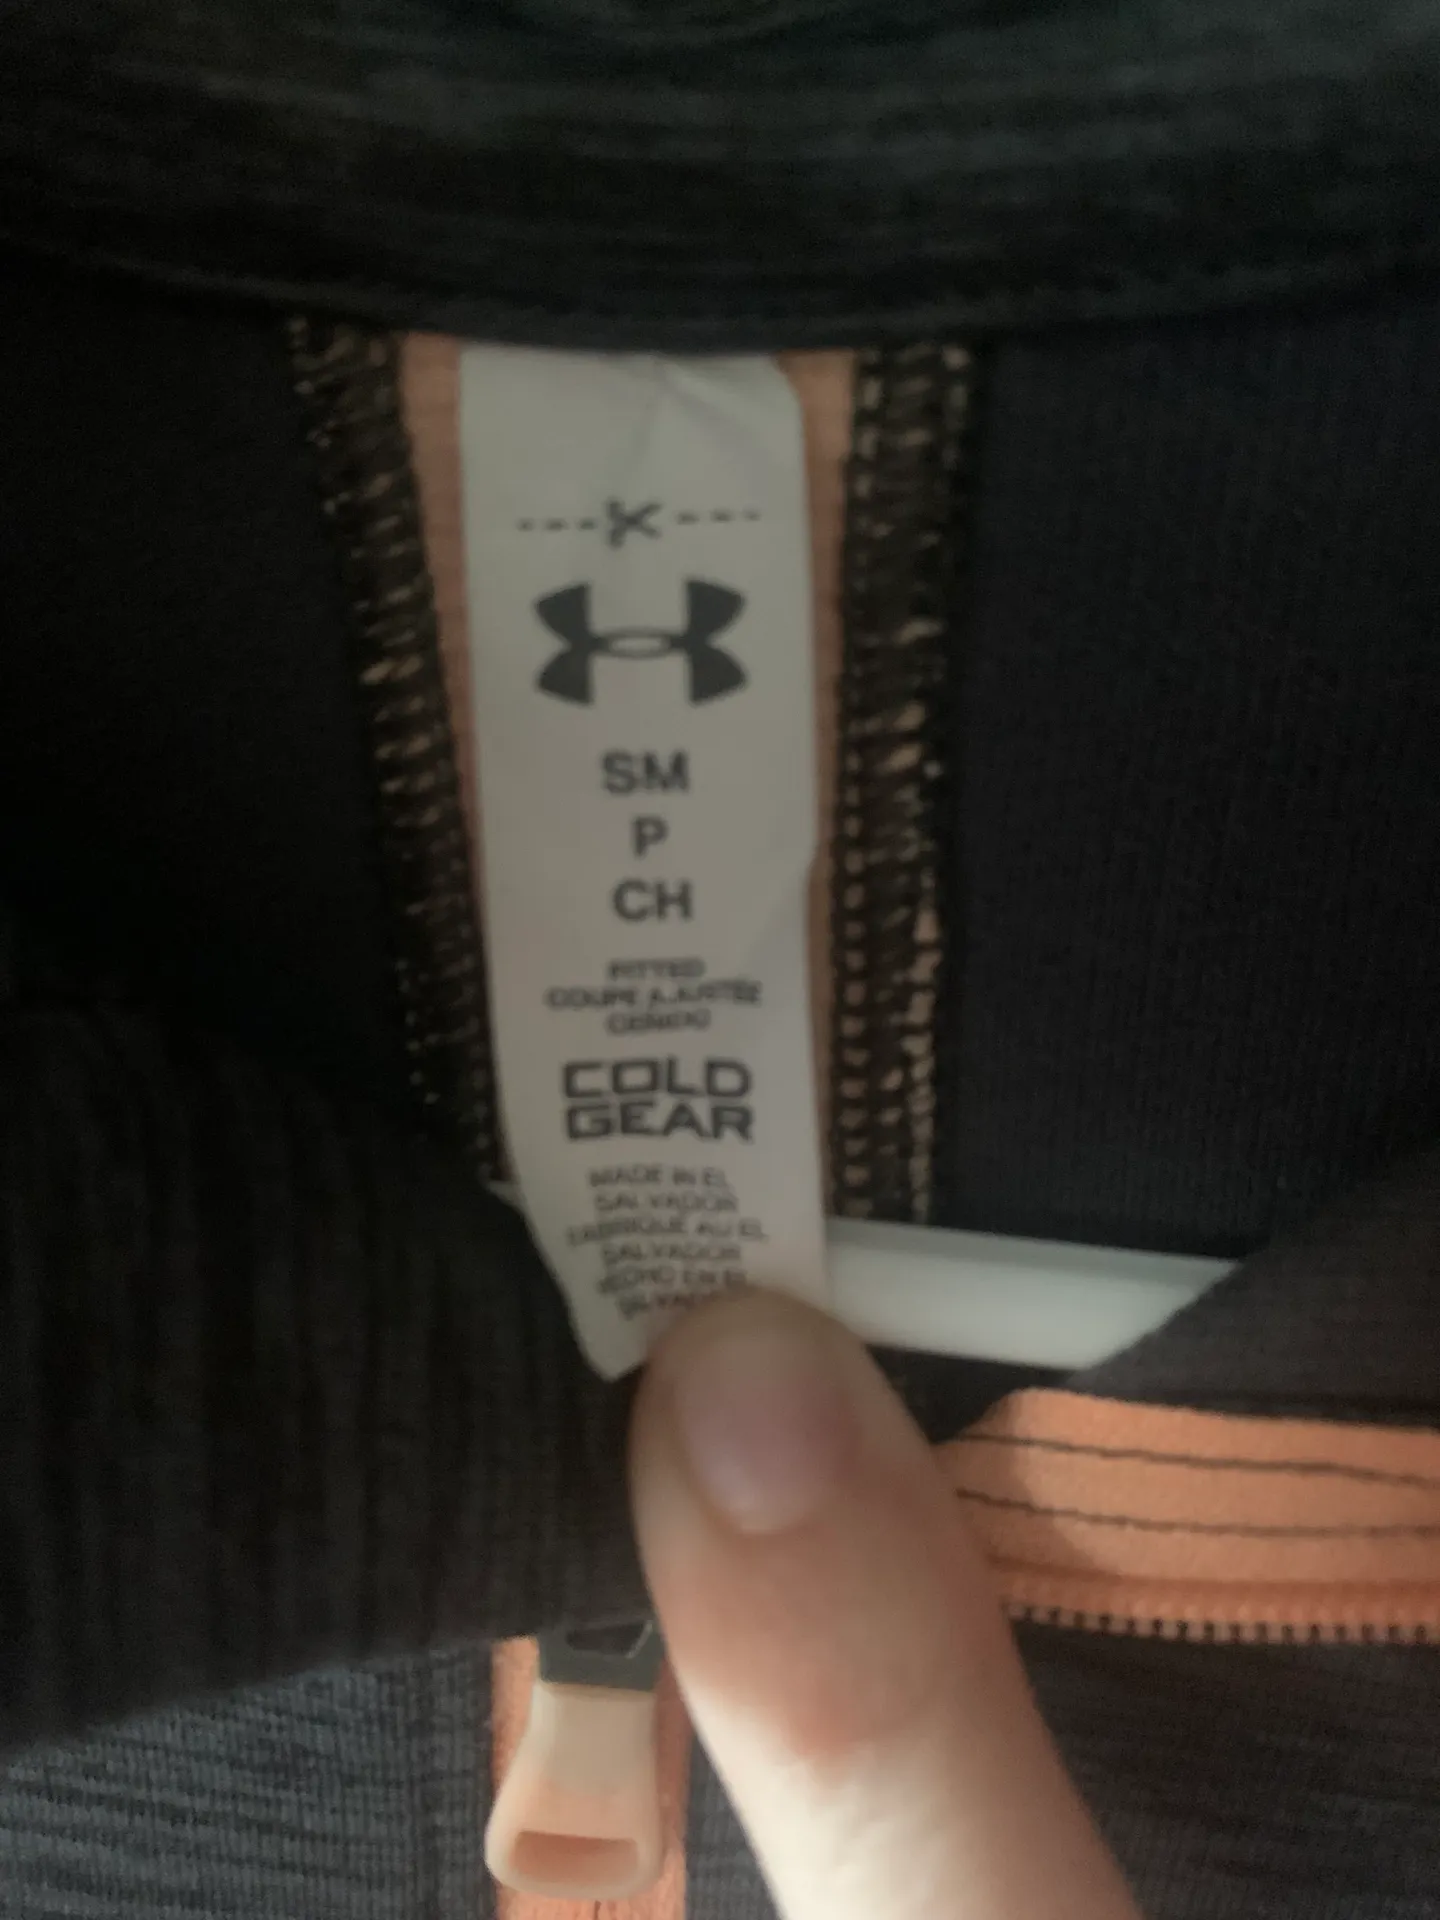 SM
P
CH
FITTED
COUPE AJUSTÉE
CEÑIDO
COLD
GEAR
MADE IN EL
SALVADOR
FABRIQUÉ AU EL
SALVADOR
HECHO EN EL
SALVADOR